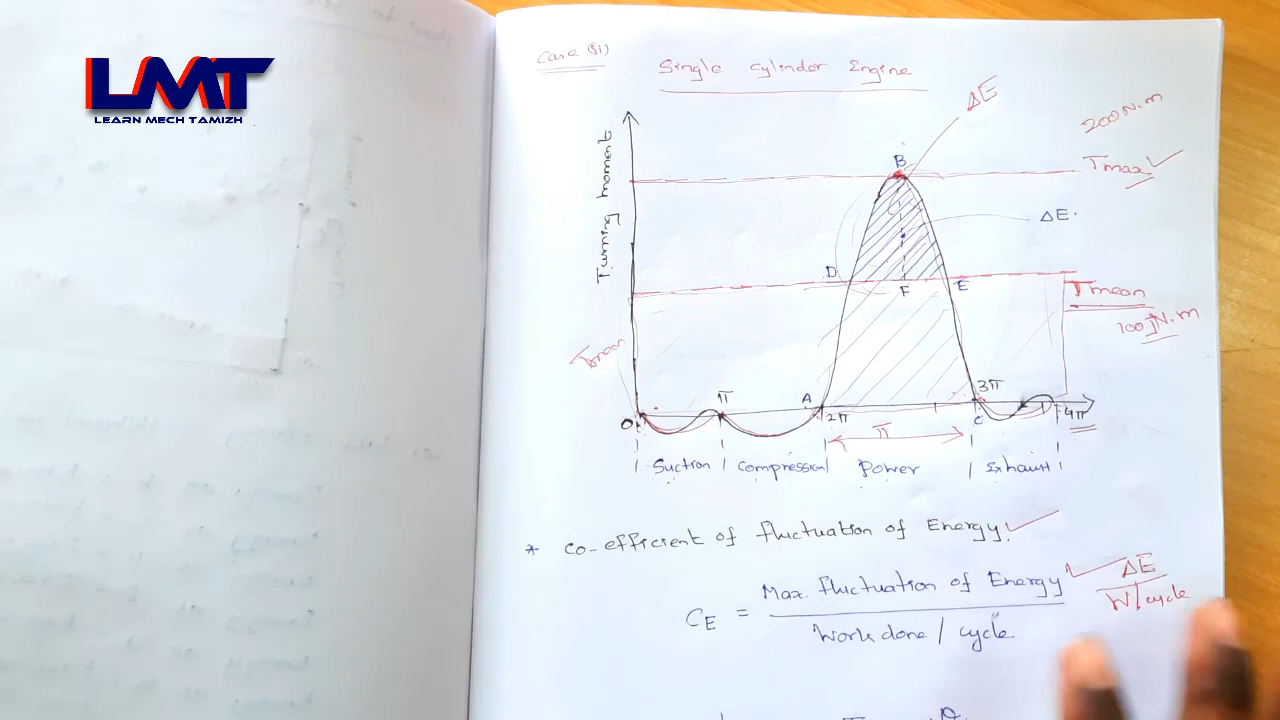 LMT
LEARN MECH TAMIZH
Single cylinder Engine
ΔE
200 N.m
B
Tmax
Turning moment
ΔE.
D
F
E
Tmean
100 N.m
Tmean
π
A
3π
O
2π
C
4π
π
Suction
Compression
Power
Exhaust
* Co-efficient of fluctuation of Energy.
CE = Max. fluctuation of Energy
Work done / cycle
ΔE
W/cycle